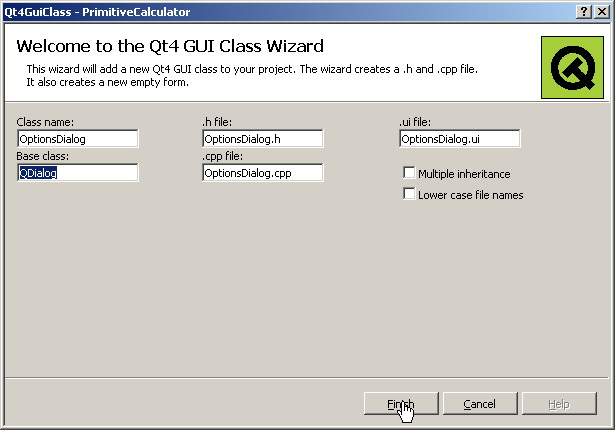 Qt4GuiClass - PrimitiveCalculator
Welcome to the Qt4 GUI Class Wizard
This wizard will add a new Qt4 GUI class to your project. The wizard creates a .h and .cpp file.
It also creates a new empty form.
Class name:
OptionsDialog
.h file:
OptionsDialog.h
.ui file:
OptionsDialog.ui
Base class:
QDialog
.cpp file:
OptionsDialog.cpp
Multiple inheritance
Lower case file names
Finish
Cancel
Help